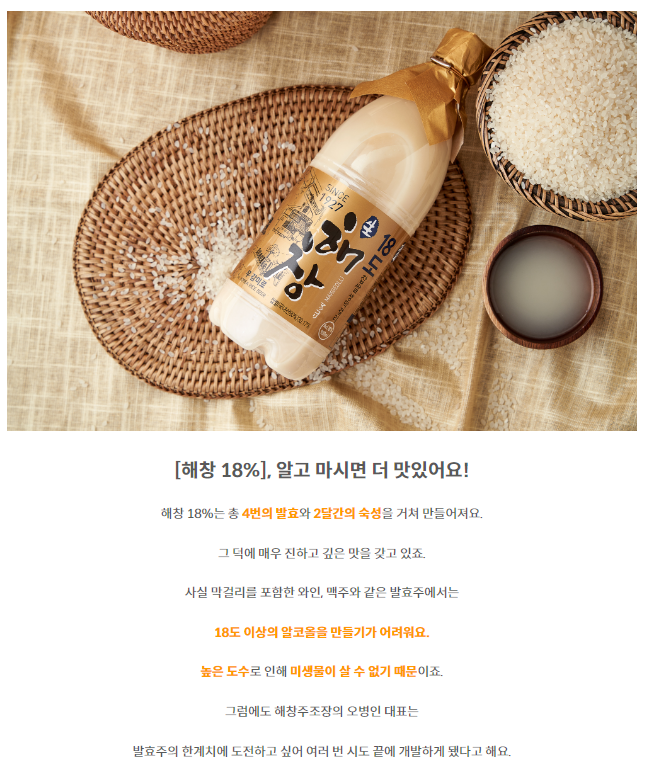 SINCE
1927
해창
18도
[해창 18%], 알고 마시면 더 맛있어요!
해창 18%는 총 4번의 발효와 2달간의 숙성을 거쳐 만들어져요.
그 덕에 매우 진하고 깊은 맛을 갖고 있죠.
사실 막걸리를 포함한 와인, 맥주와 같은 발효주에서는
18도 이상의 알코올을 만들기가 어려워요.
높은 도수로 인해 미생물이 살 수 없기 때문이죠.
그럼에도 해창주조장의 오병인 대표는
발효주의 한계치에 도전하고 싶어 여러 번 시도 끝에 개발하게 됐다고 해요.